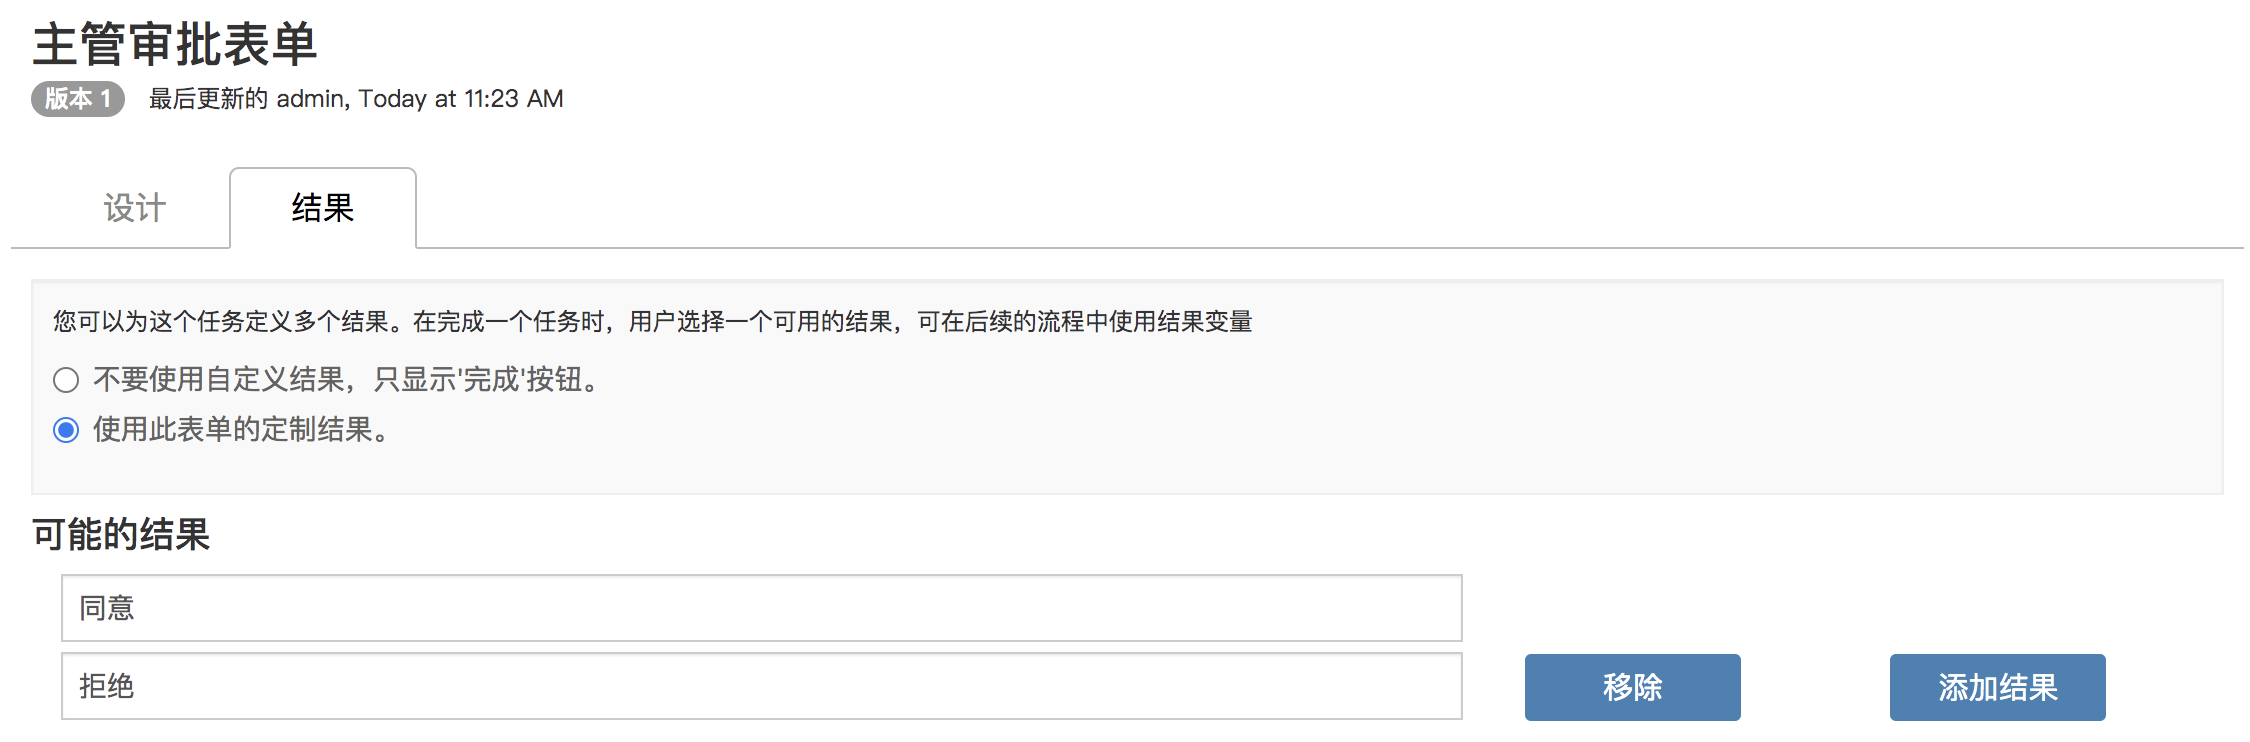 主管审批表单
版本 1 最后更新的 admin, Today at 11:23 AM
设计 结果
您可以为这个任务定义多个结果。在完成一个任务时，用户选择一个可用的结果，可在后续的流程中使用结果变量
不要使用自定义结果，只显示'完成'按钮。
使用此表单的定制结果。
可能的结果
同意
拒绝 移除 添加结果